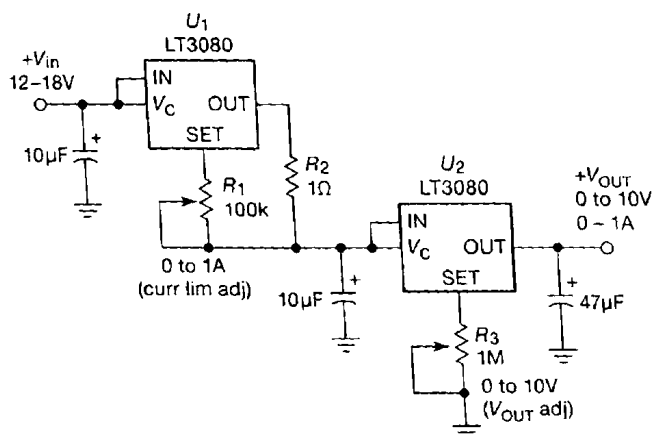 U1
LT3080
+Vin
12–18V
IN
VC
OUT
SET
10µF
+
R1
100k
R2
1Ω
0 to 1A
(curr lim adj)
U2
LT3080
+VOUT
0 to 10V
0 – 1A
IN
VC
OUT
SET
10µF
+
R3
1M
+
47µF
0 to 10V
(VOUT adj)